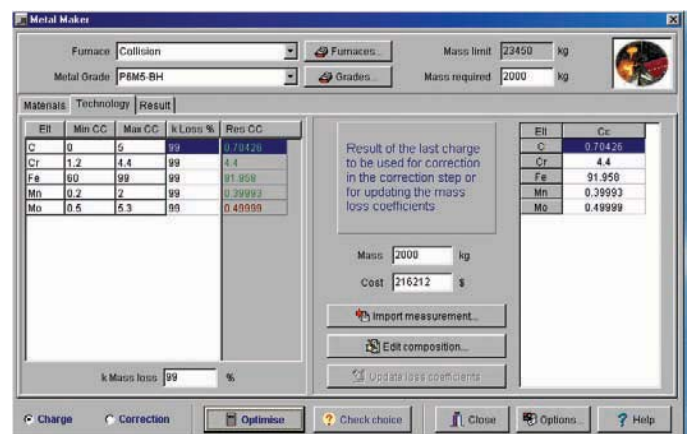 Metal Maker
Furnace Collision Furnaces... Mass limit 23450 kg
Metal Grade P6M5-BH Grades... Mass required 2000 kg
Materials Technology Result
Elt Min CC Max CC k Loss % Res CC
C 0 5 99 0.70426
Cr 1.2 4.4 99 4.4
Fe 60 99 99 91.958
Mn 0.2 2 99 0.39993
Mo 0.5 5.3 99 0.49999
k Mass loss 99 %
Result of the last charge
to be used for correction
in the correction step or
for updating the mass
loss coefficients
Mass 2000 kg
Cost 216212 $
Import measurement...
Edit composition...
Update loss coefficients
Elt Cc
C 0.70426
Cr 4.4
Fe 91.958
Mn 0.39993
Mo 0.49999
Charge Correction Optimise Check choice Close Options... Help